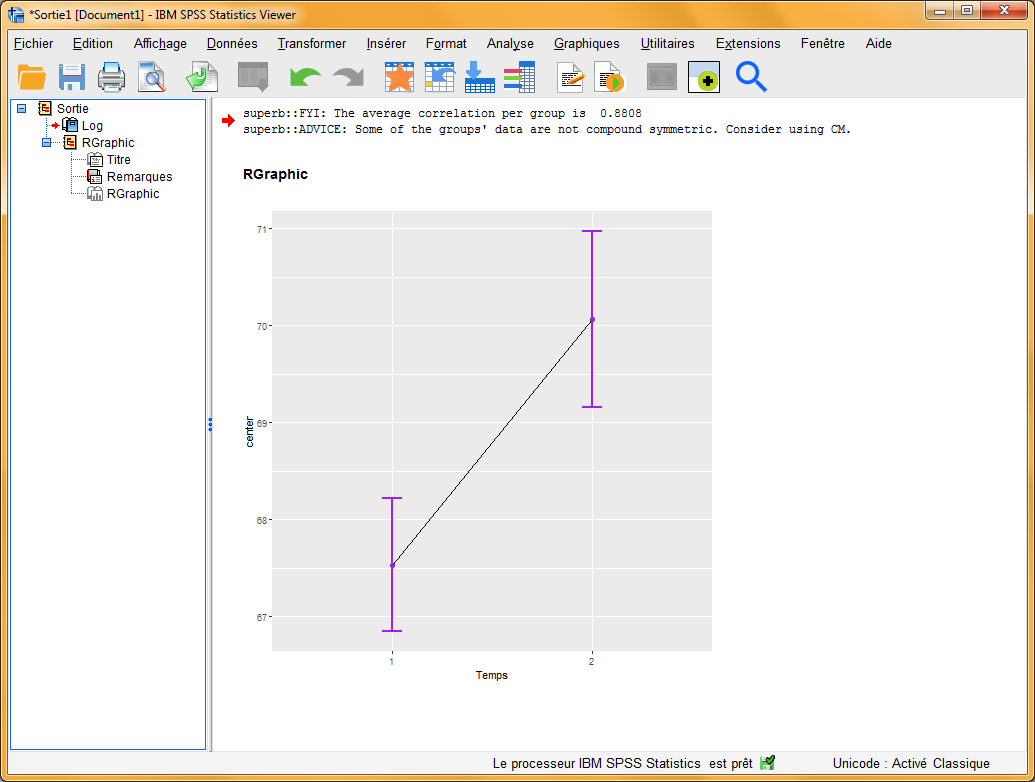 *Sortie1 [Document1] - IBM SPSS Statistics Viewer
Fichier Edition Affichage Données Transformer Insérer Format Analyse Graphiques Utilitaires Extensions Fenêtre Aide
Sortie
Log
RGraphic
Titre
Remarques
RGraphic
superb::FYI: The average correlation per group is 0.8808
superb::ADVICE: Some of the groups' data are not compound symmetric. Consider using CM.
RGraphic
71
70
69
68
67
center
1 2
Temps
Le processeur IBM SPSS Statistics est prêt Unicode : Activé Classique